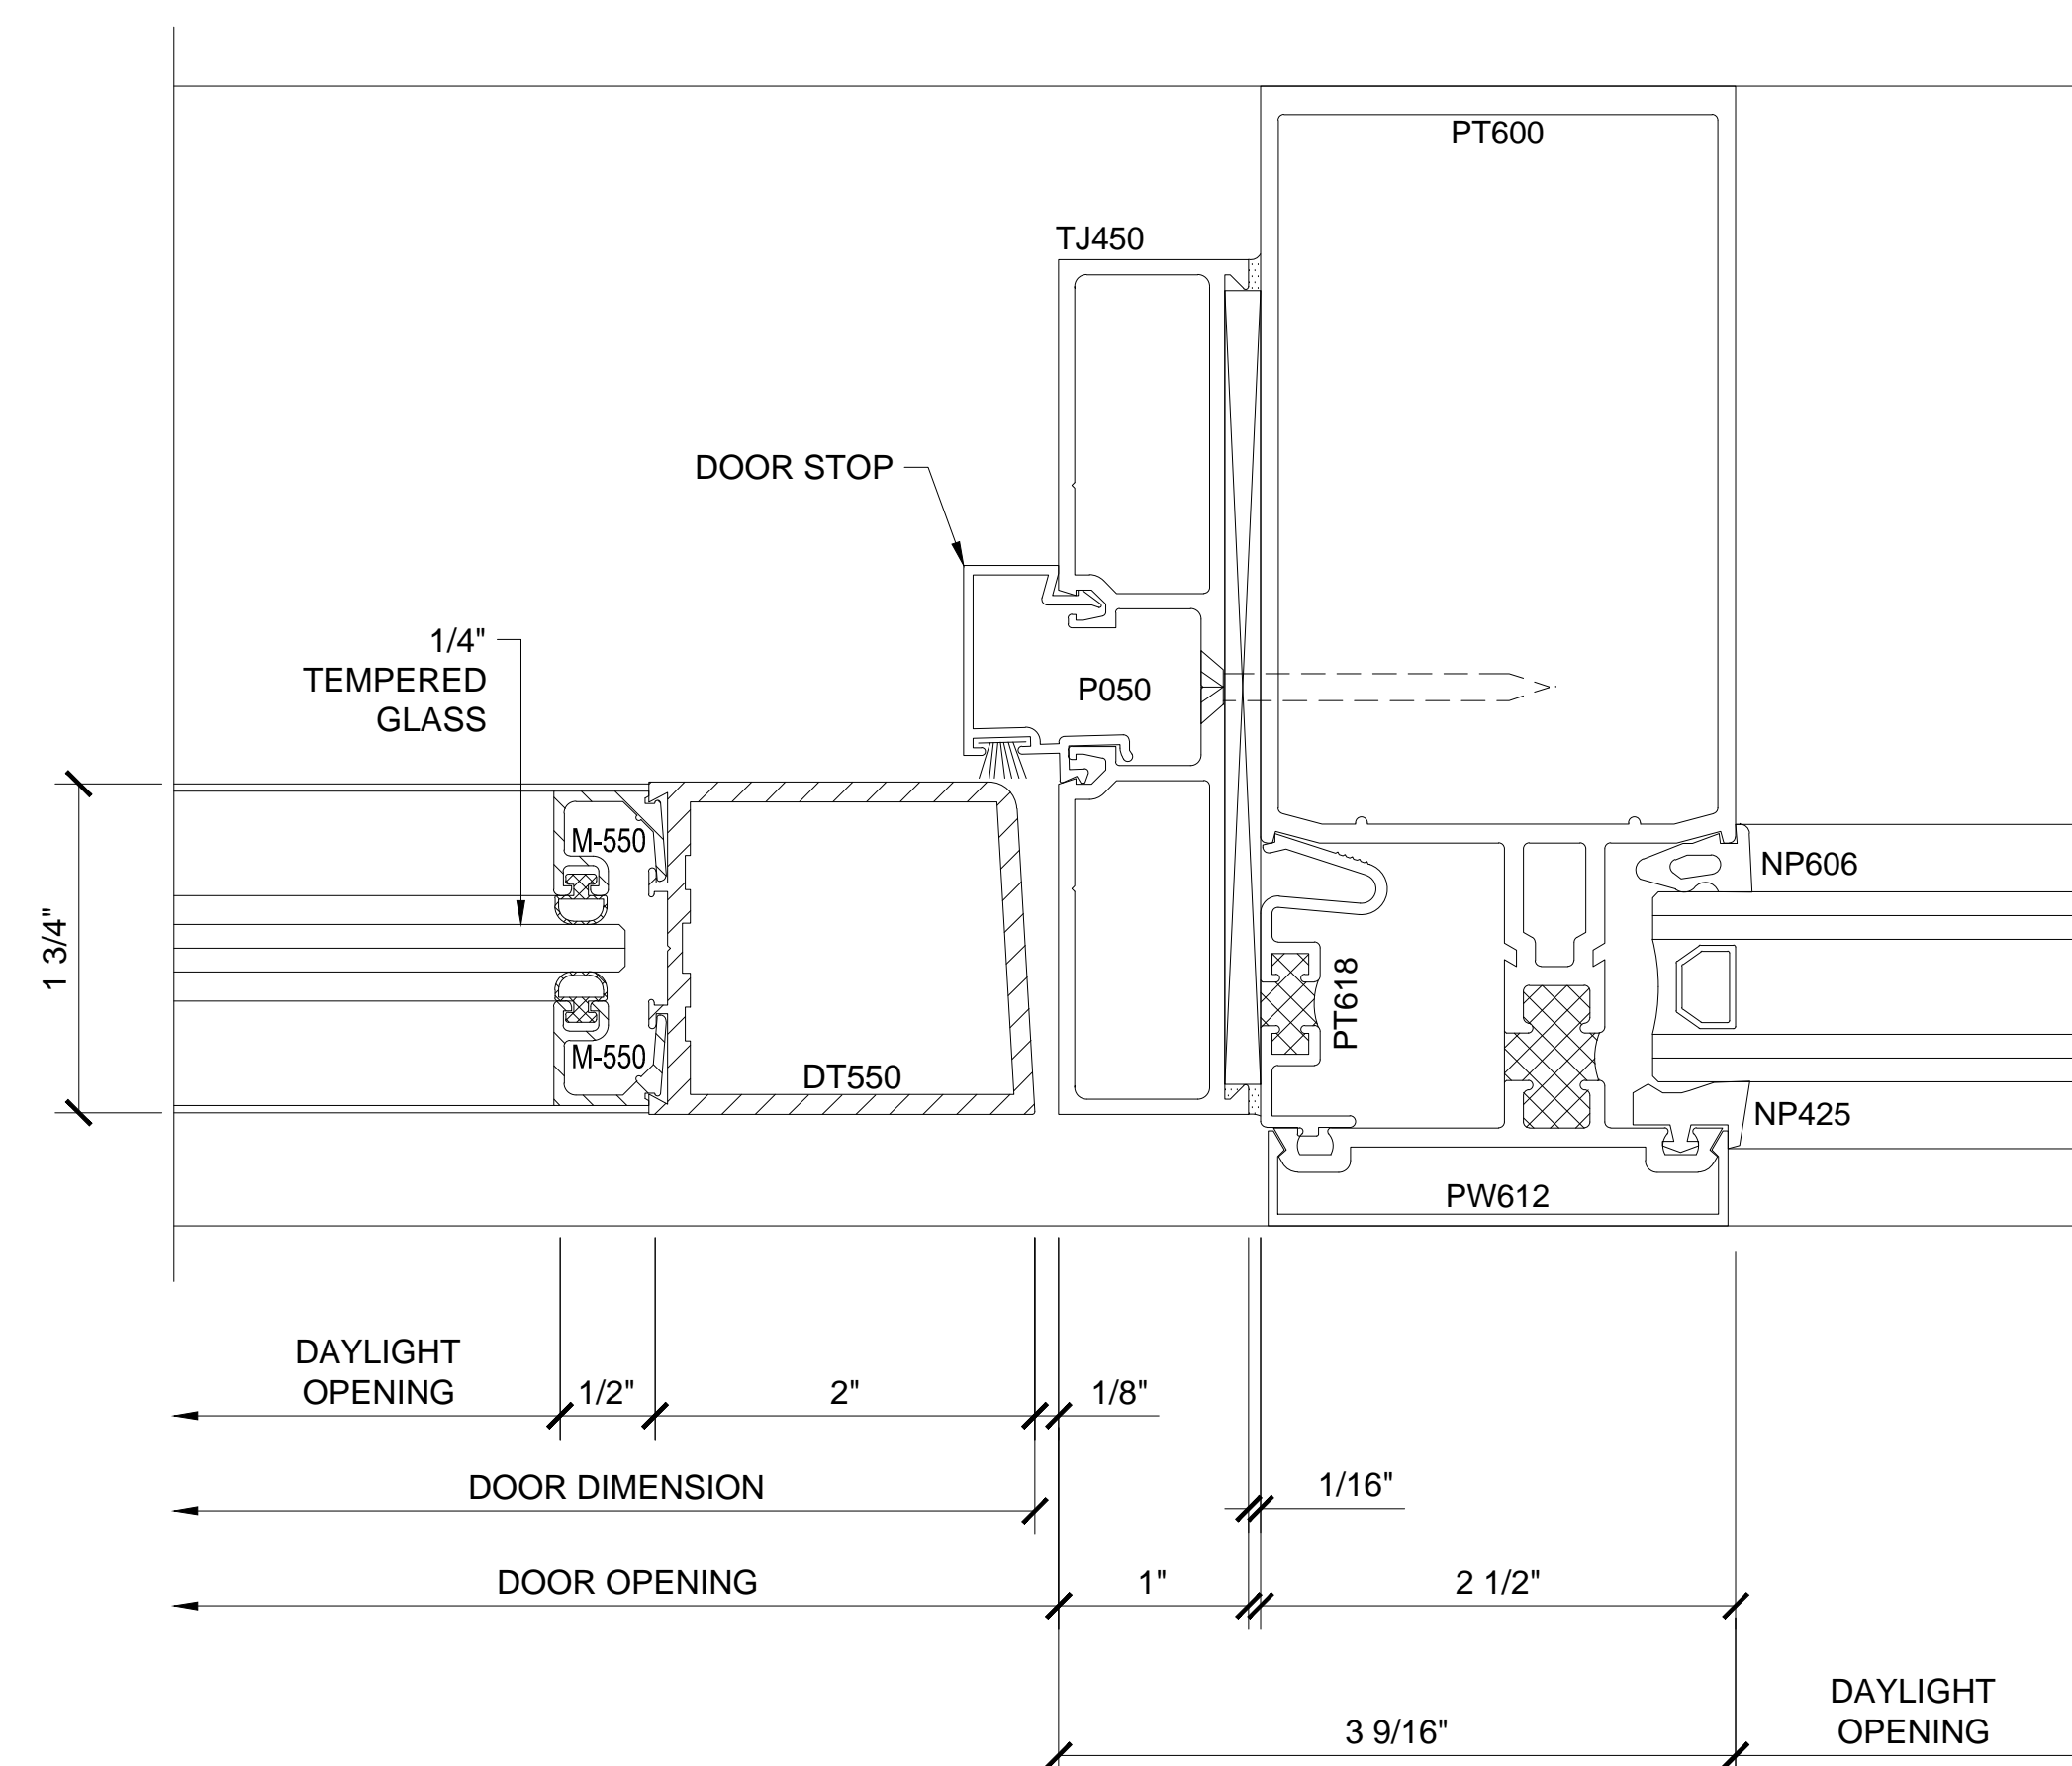 PT600
TJ450
DOOR STOP
1/4"
TEMPERED
GLASS
P050
M-550
NP606
1 3/4"
PT618
M-550
DT550
NP425
PW612
DAYLIGHT
OPENING
1/2"
2"
1/8"
DOOR DIMENSION
1/16"
DOOR OPENING
1"
2 1/2"
3 9/16"
DAYLIGHT
OPENING